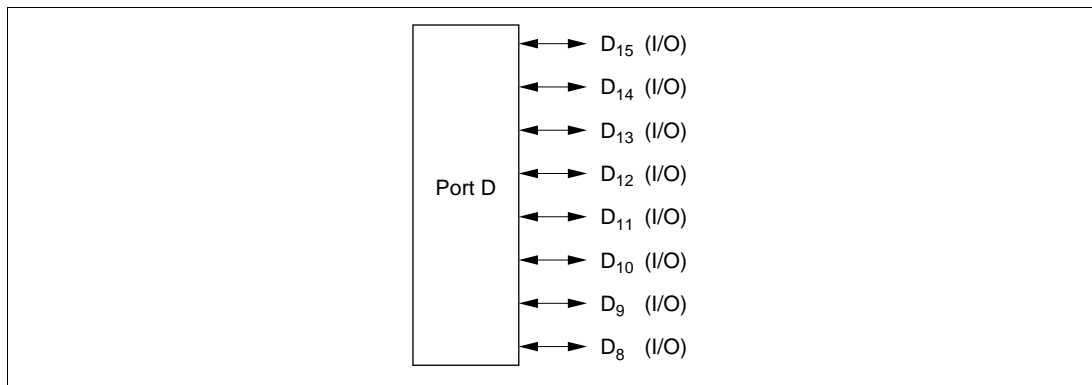 D₁₅ (I/O)
D₁₄ (I/O)
D₁₃ (I/O)
D₁₂ (I/O)
Port D
D₁₁ (I/O)
D₁₀ (I/O)
D₉ (I/O)
D₈ (I/O)